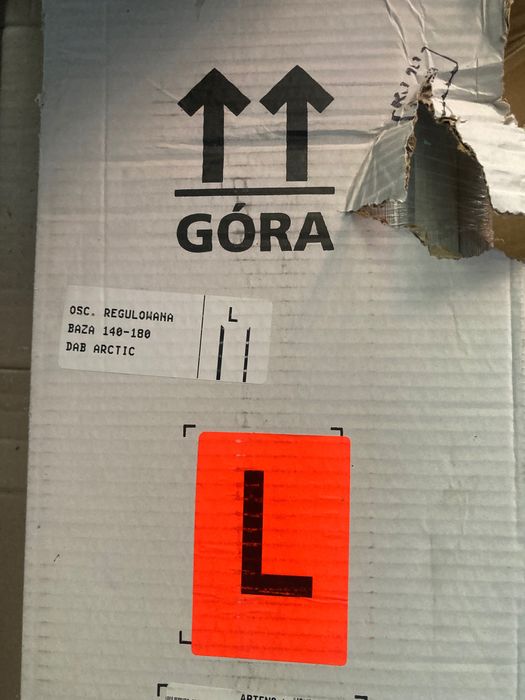 GÓRA
OSC. REGULOWANA
BAZA 140-180
DAB ARCTIC
L
L